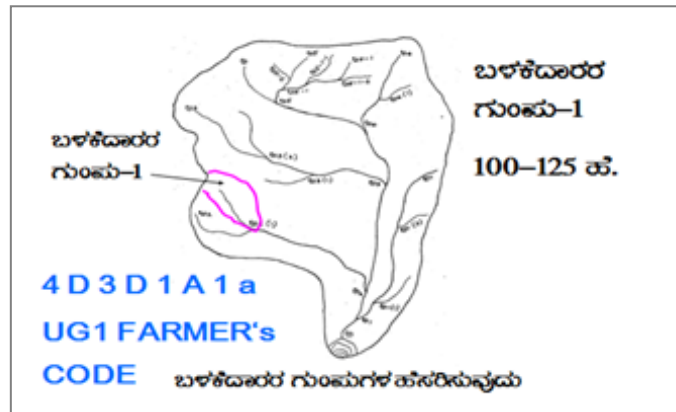 ಬಳಕೆದಾರರ
ಗುಂಪು–1
100–125 ಹೆ.
ಬಳಕೆದಾರರ
ಗುಂಪು–1
4 D 3 D 1 A 1 a
UG1 FARMER's
CODE
ಬಳಕೆದಾರರ ಗುಂಪುಗಳ ಹೆಸರಿಸುವುದು